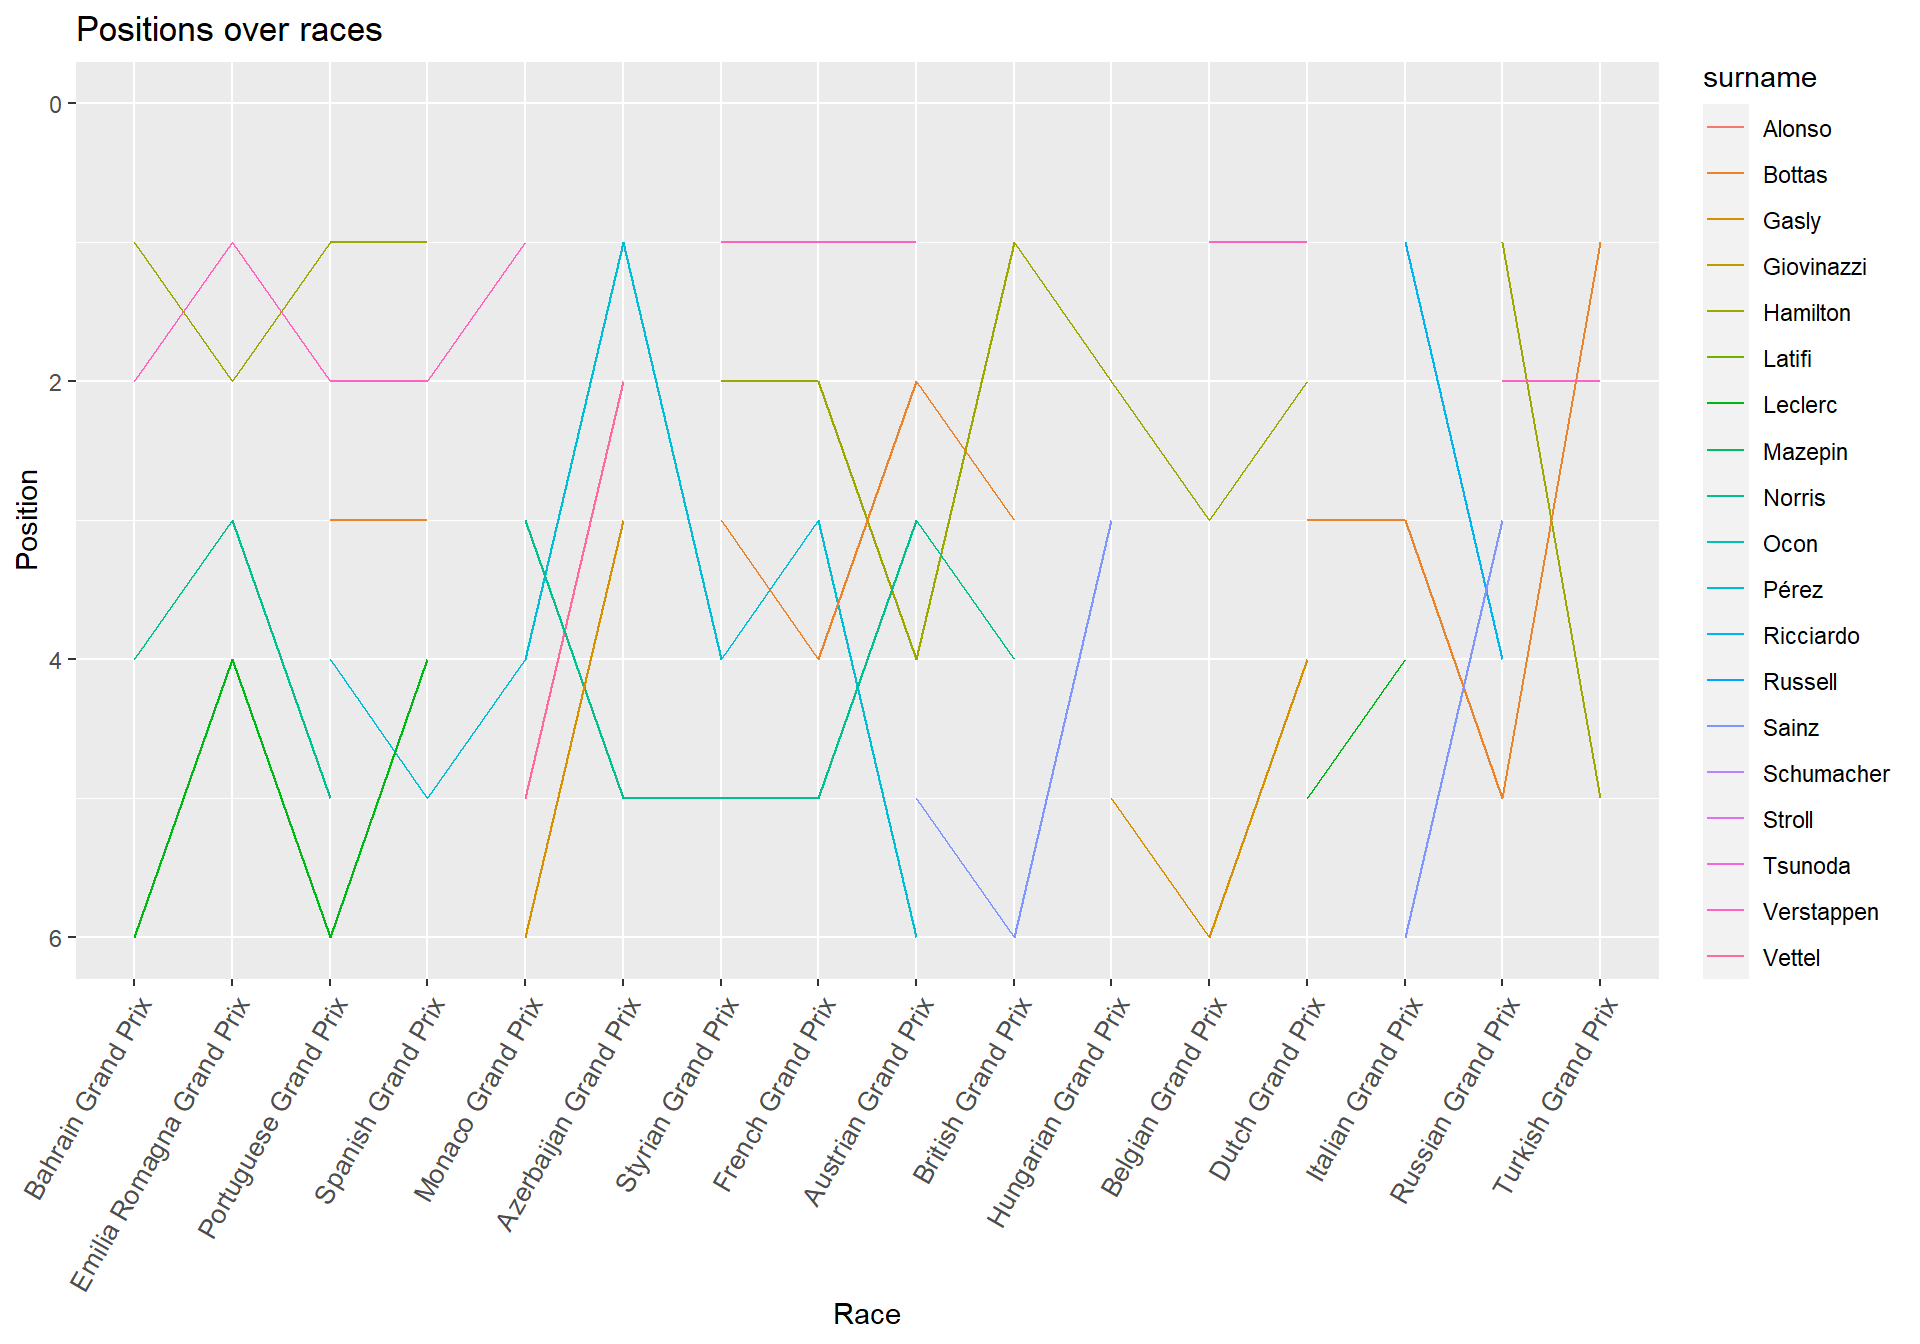 Positions over races
Position
0
2
4
6
Bahrain Grand Prix
Emilia Romagna Grand Prix
Portuguese Grand Prix
Spanish Grand Prix
Monaco Grand Prix
Azerbaijan Grand Prix
Styrian Grand Prix
French Grand Prix
Austrian Grand Prix
British Grand Prix
Hungarian Grand Prix
Belgian Grand Prix
Dutch Grand Prix
Italian Grand Prix
Russian Grand Prix
Turkish Grand Prix
Race
surname
Alonso
Bottas
Gasly
Giovinazzi
Hamilton
Latifi
Leclerc
Mazepin
Norris
Ocon
Pérez
Ricciardo
Russell
Sainz
Schumacher
Stroll
Tsunoda
Verstappen
Vettel